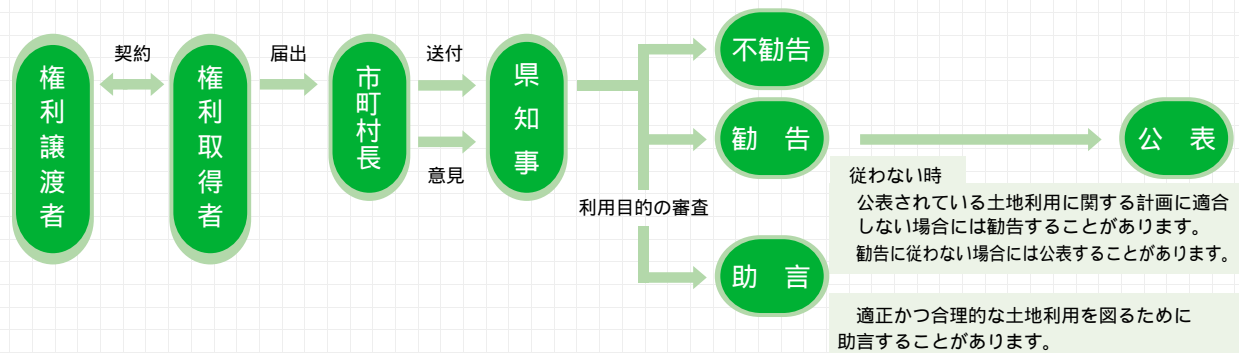 権利譲渡者
契約
権利取得者
届出
市町村長
送付
意見
県知事
利用目的の審査
不勧告
勧　告
従わない時
公　表
公表されている土地利用に関する計画に適合
しない場合には勧告することがあります。
勧告に従わない場合には公表することがあります。
助　言
適正かつ合理的な土地利用を図るために
助言することがあります。